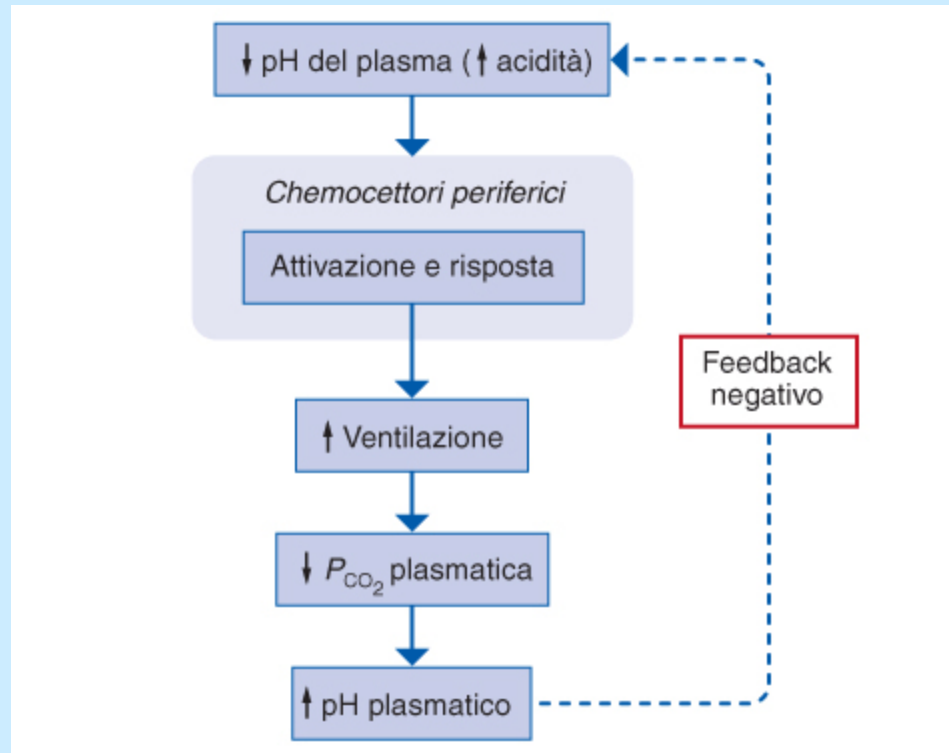 ↓ pH del plasma (↑ acidità)
Chemocettori periferici
Attivazione e risposta
Feedback
negativo
↑ Ventilazione
↓ PCO2 plasmatica
↑ pH plasmatico